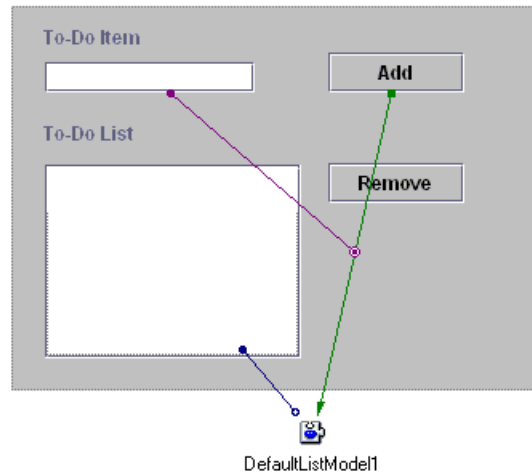 To-Do Item
Add
To-Do List
Remove
DefaultListModel1